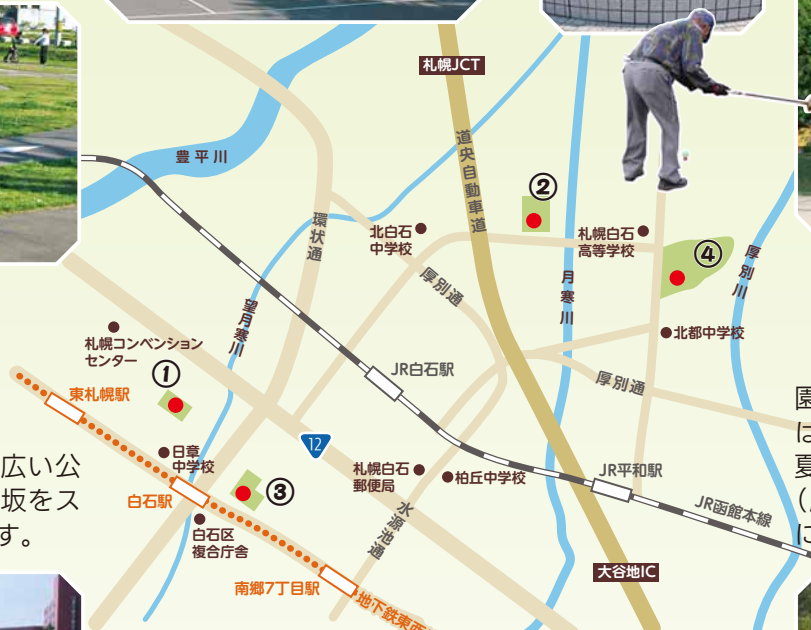 札幌JCT
豊平川
道央自動車道
②
環状通
北白石
中学校
札幌白石
高等学校
④
厚別川
厚別通
月寒川
望月寒川
札幌コンベンション
センター
北都中学校
①
JR白石駅
厚別通
東札幌駅
園
は
夏
(
に
12
広い公
坂をス
す。
日章
中学校
札幌白石
郵便局
柏丘中学校
JR平和駅
白石駅
③
水源池通
JR函館本線
白石区
複合庁舎
大谷地IC
南郷7丁目駅
地下鉄東西